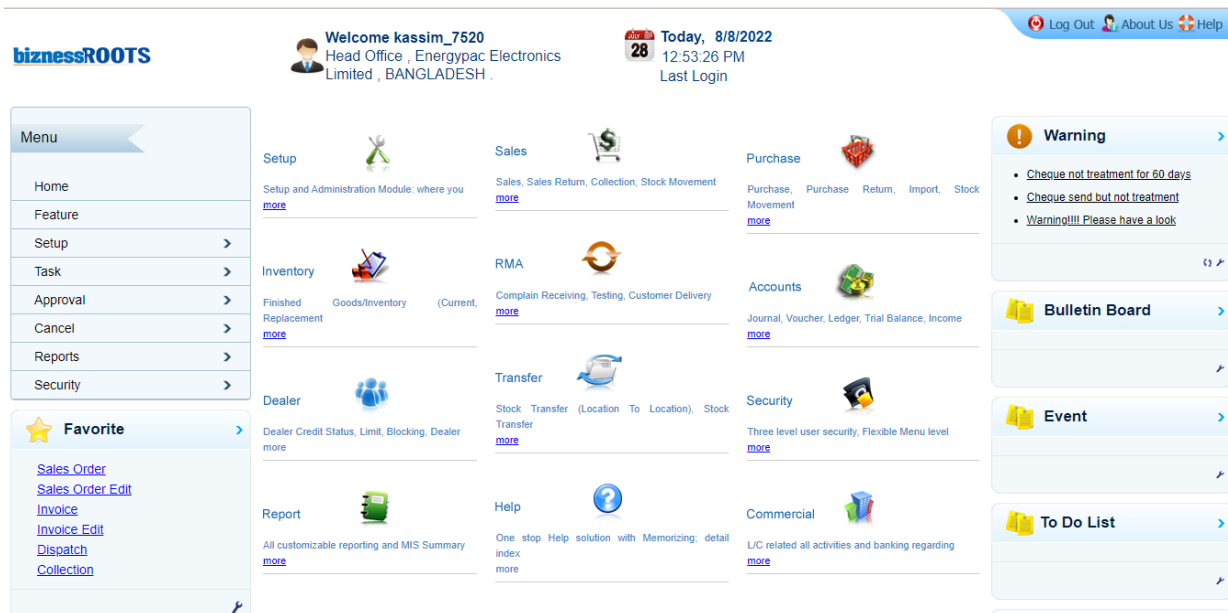 biznessROOTS
Welcome kassim_7520
Head Office , Energypac Electronics
Limited , BANGLADESH .
JULY
28
Today, 8/8/2022
12:53:26 PM
Last Login
Log Out
About Us
Help
Menu
Home
Feature
Setup
Task
Approval
Cancel
Reports
Security
Favorite
Sales Order
Sales Order Edit
Invoice
Invoice Edit
Dispatch
Collection
Setup
Setup and Administration Module: where you
more
Sales
Sales, Sales Return, Collection, Stock Movement
more
Purchase
Purchase, Purchase Return, Import, Stock
Movement
more
Inventory
Finished Goods/Inventory (Current,
Replacement
more
RMA
Complain Receiving, Testing, Customer Delivery
more
Accounts
Journal, Voucher, Ledger, Trial Balance, Income
more
Dealer
Dealer Credit Status, Limit, Blocking, Dealer
more
Transfer
Stock Transfer (Location To Location), Stock
Transfer
more
Security
Three level user security, Flexible Menu level
more
Report
All customizable reporting and MIS Summary
more
Help
One stop Help solution with Memorizing; detail
index
more
Commercial
L/C related all activities and banking regarding
more
Warning
Cheque not treatment for 60 days
Cheque send but not treatment
Warning!!!! Please have a look
Bulletin Board
Event
To Do List